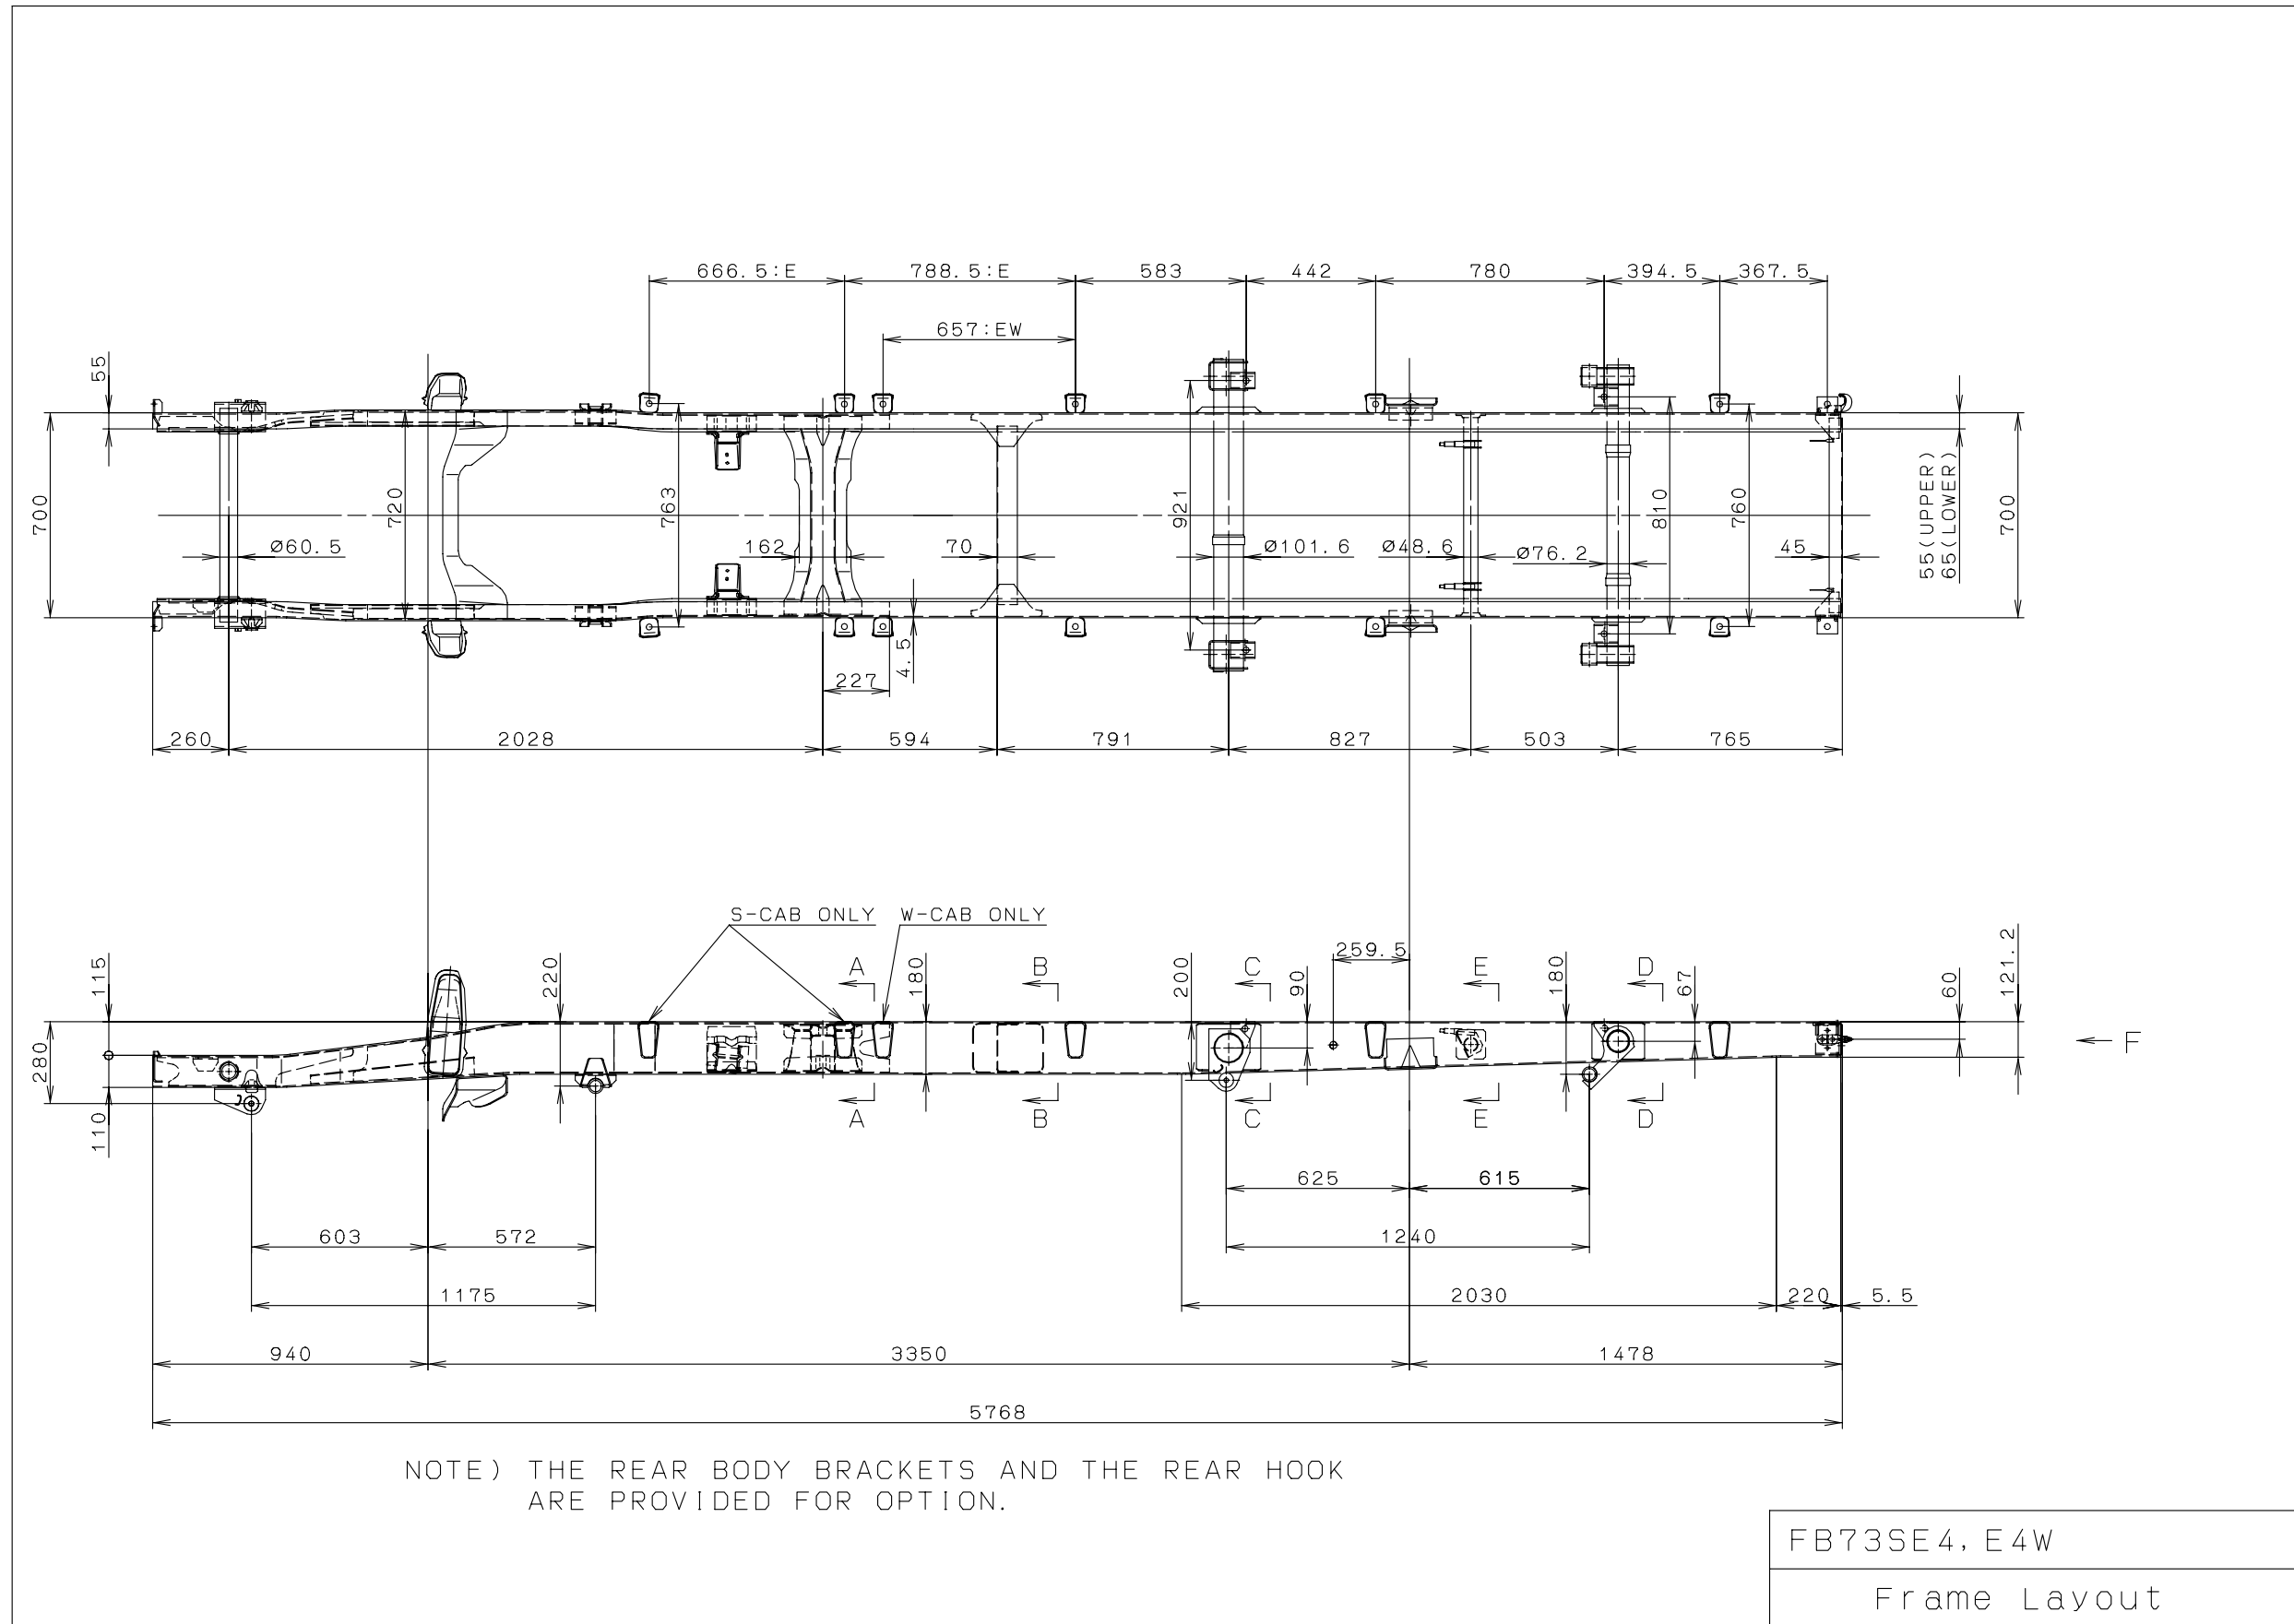 666.5:E 788.5:E 583 442 780 394.5 367.5
657:EW
55
700 720 763 921 810 760 700
55(UPPER)
65(LOWER)
Ø60.5 162 70 Ø101.6 Ø48.6 Ø76.2 45
4.5
227
260 2028 594 791 827 503 765
S-CAB ONLY W-CAB ONLY
115 220 180 200 259.5 90 180 67 60 121.2
A B C E D
F
280
110
A B C E D
625 615
603 572 1240
1175 2030 220 5.5
940 3350 1478
5768
NOTE) THE REAR BODY BRACKETS AND THE REAR HOOK
ARE PROVIDED FOR OPTION.
FB73SE4, E4W
Frame Layout